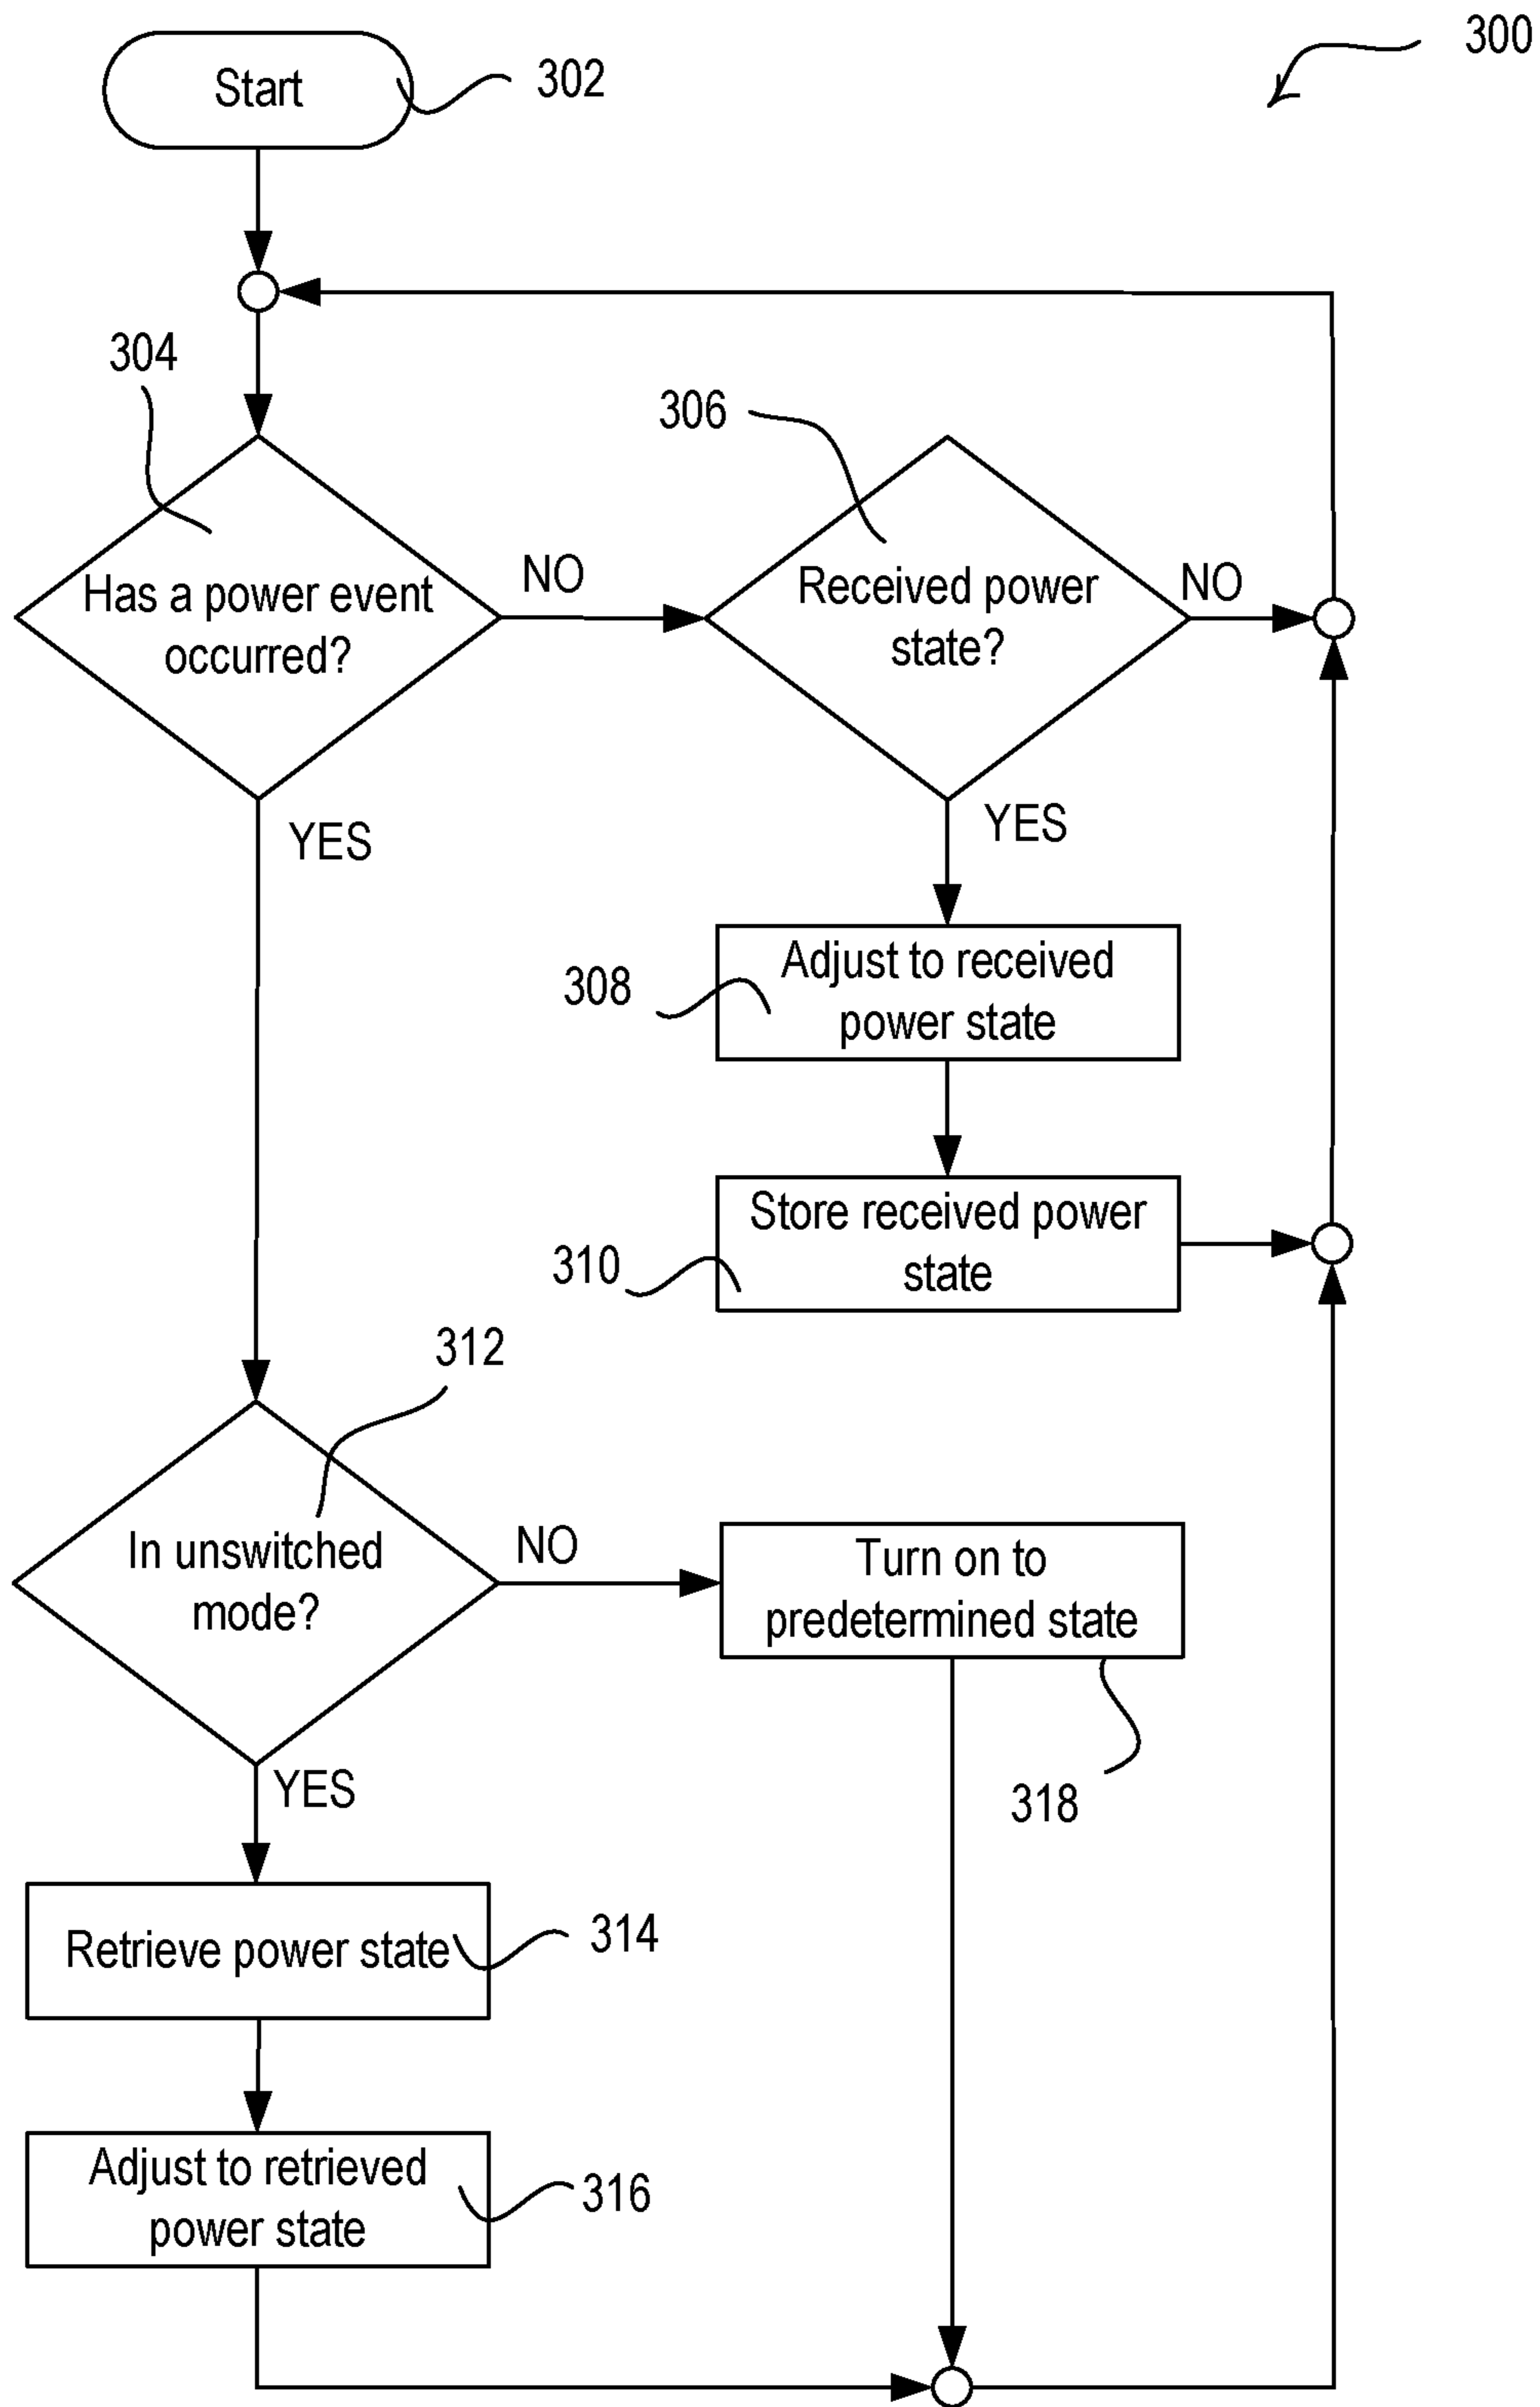 300
Start
302
304
306
Has a power event
occurred?
NO
Received power
state?
NO
YES
YES
308
Adjust to received
power state
310
Store received power
state
312
In unswitched
mode?
NO
Turn on to
predetermined state
318
YES
Retrieve power state
314
Adjust to retrieved
power state
316